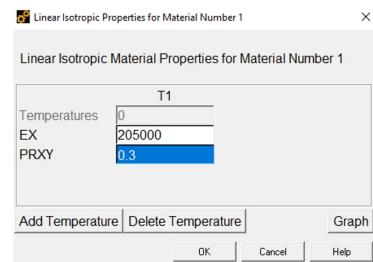 Linear Isotropic Properties for Material Number 1
Linear Isotropic Material Properties for Material Number 1
T1
Temperatures 0
EX 205000
PRXY 0.3
Add Temperature Delete Temperature Graph
OK Cancel Help